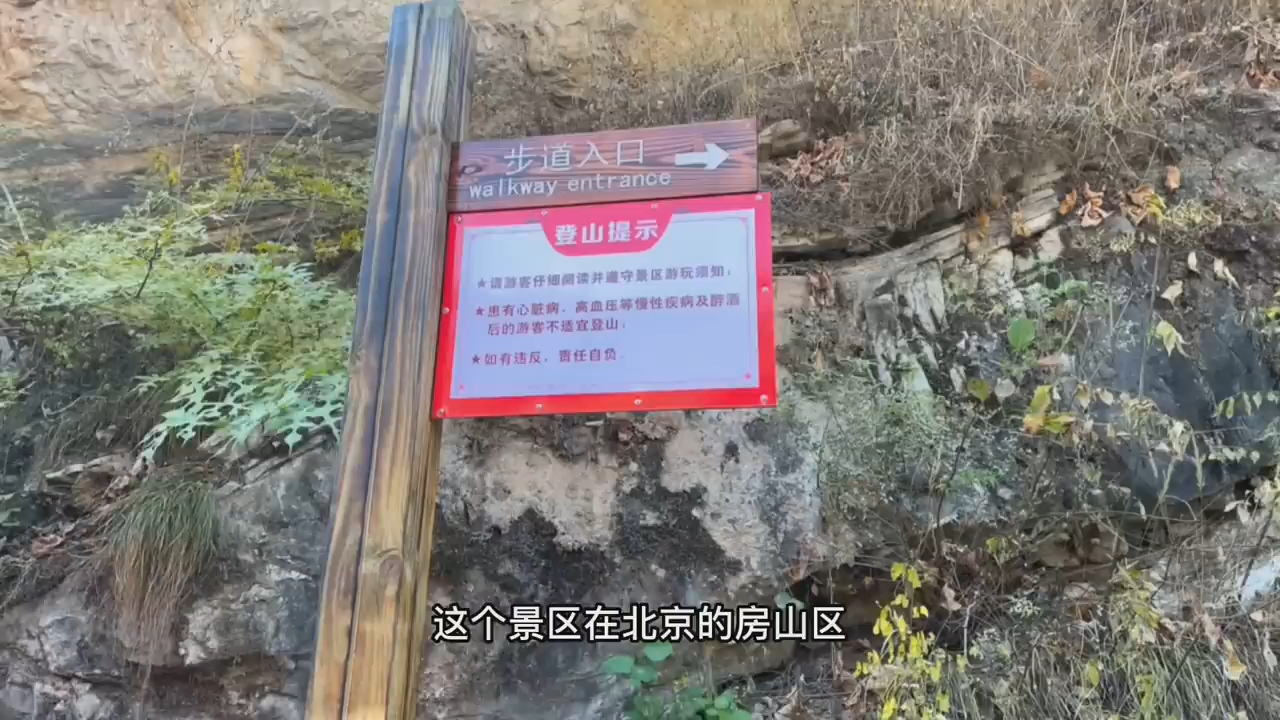 步道入口
walkway entrance
登山提示
★请游客仔细阅读并遵守景区游玩须知；
★患有心脏病、高血压等慢性疾病及醉酒
后的游客不适宜登山；
★如有违反，责任自负。
这个景区在北京的房山区